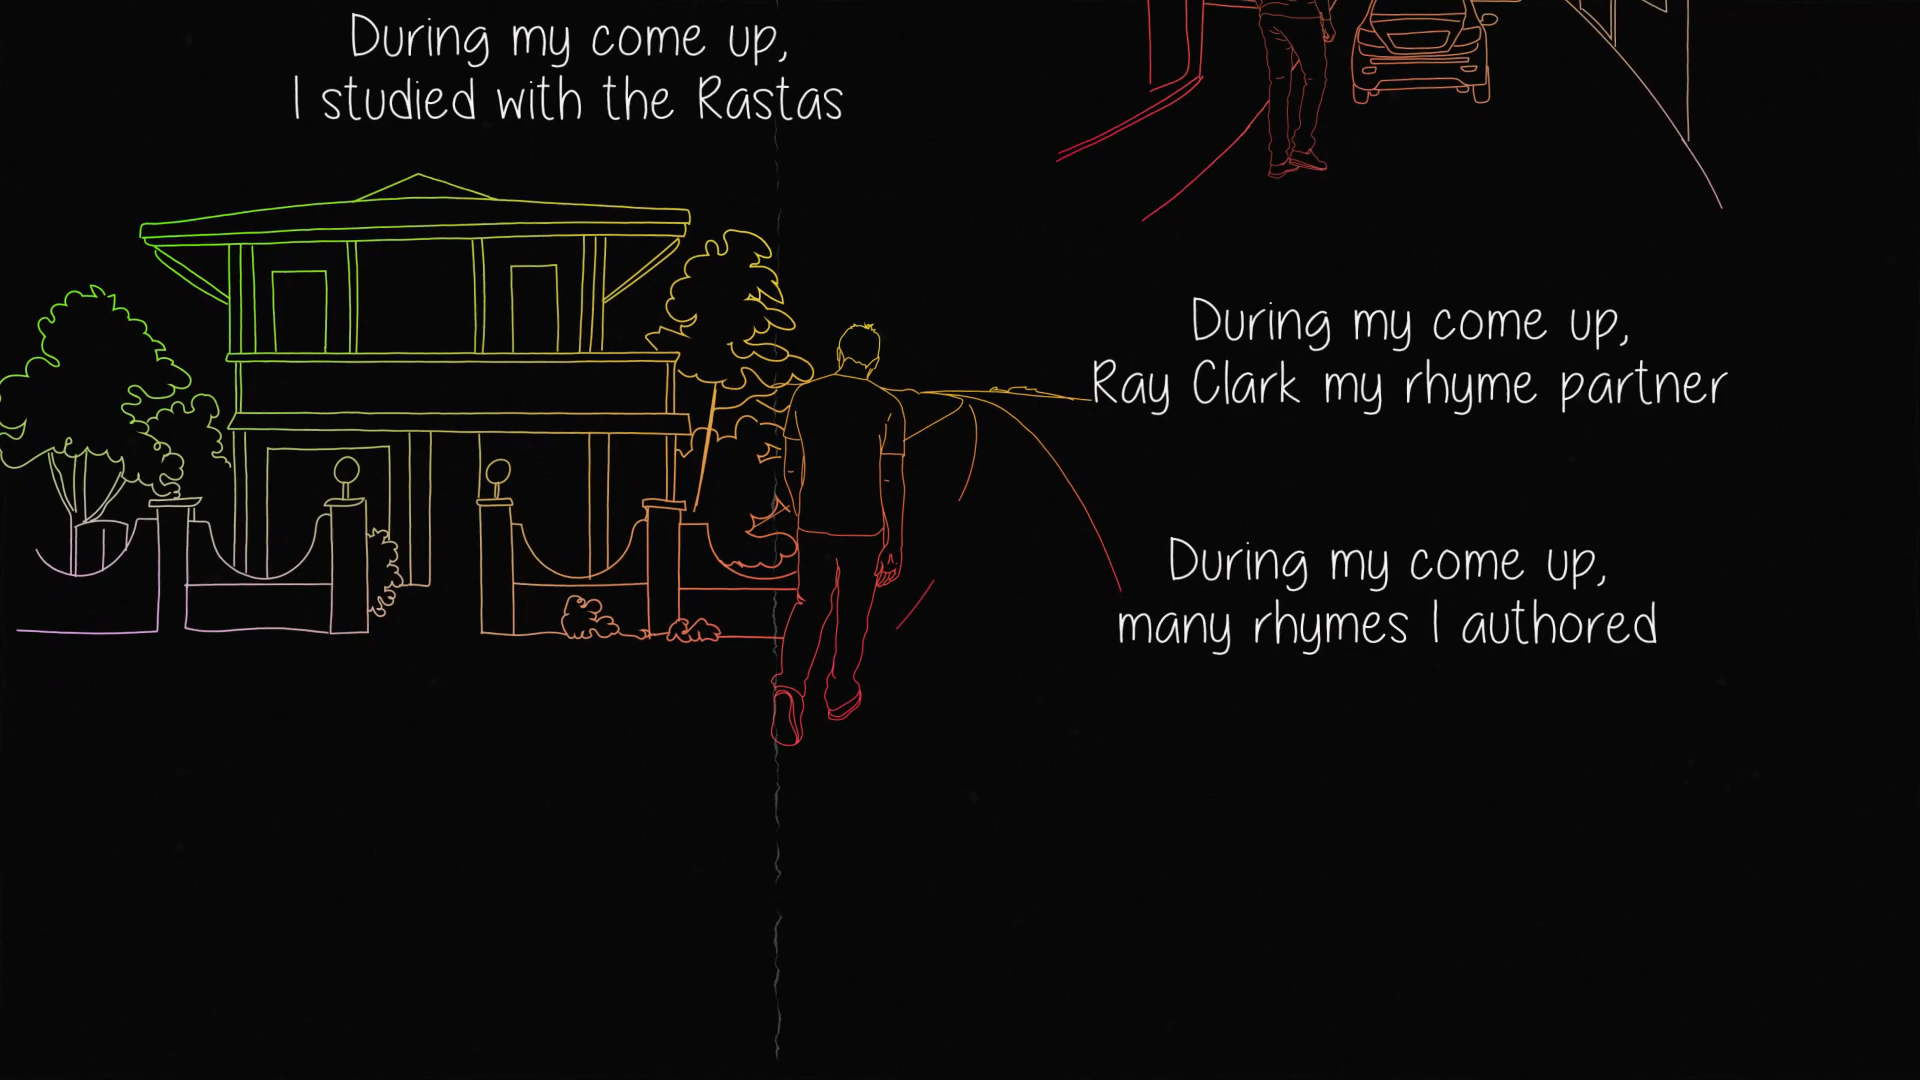 During my come up,
I studied with the Rastas
During my come up,
Ray Clark my rhyme partner
During my come up,
many rhymes I authored